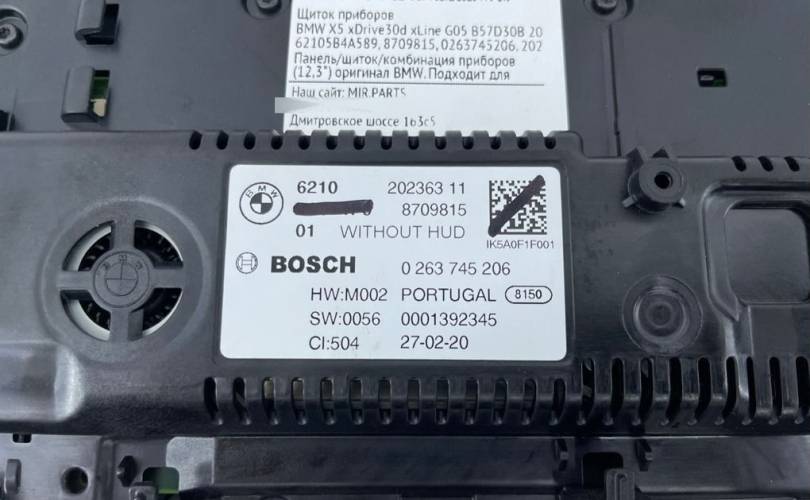 Щиток приборов
BMW X5 xDrive30d xLine G05 B57D30B 20
62105B4A589, 8709815, 0263745206, 202
Панель/щиток/комбинация приборов
(12,3") оригинал BMW. Подходит для
Наш сайт: MIR.PARTS
Дмитровское шоссе 163с5
BMW
6210 202363 11
8709815
01 WITHOUT HUD
IK5A0F1F001
BOSCH 0 263 745 206
HW:M002 PORTUGAL 8150
SW:0056 0001392345
CI:504 27-02-20